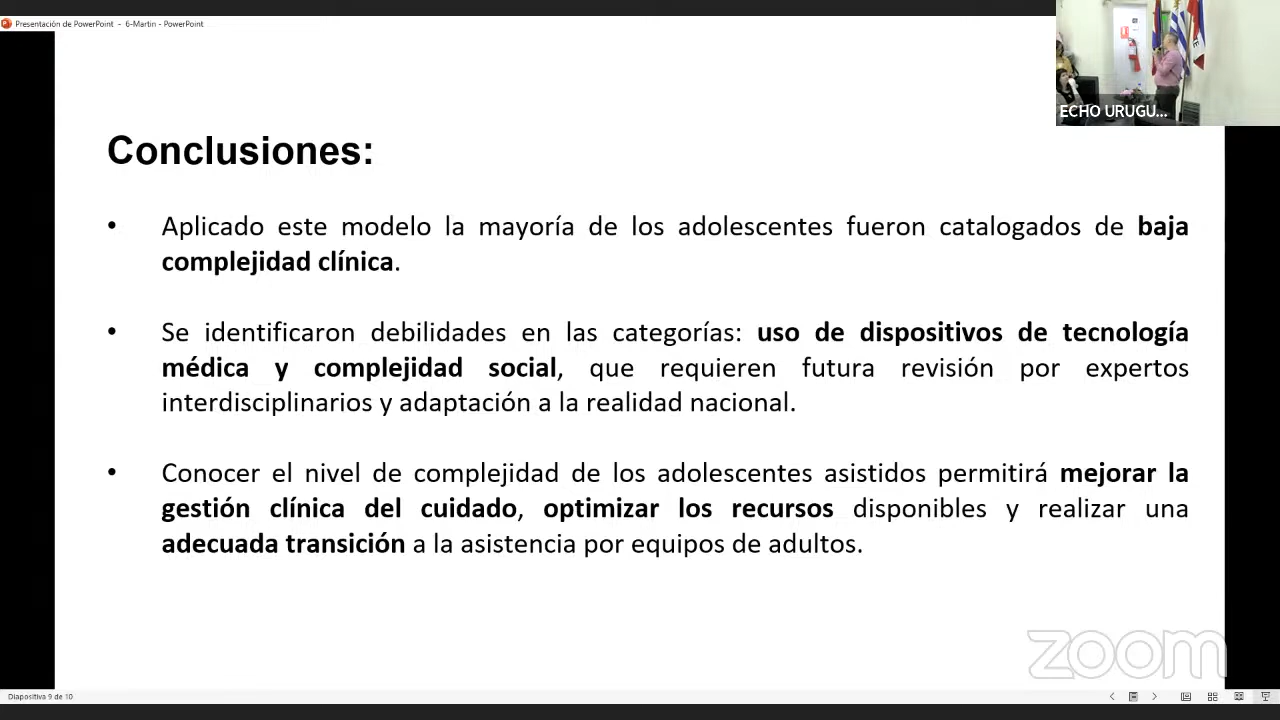 Presentación de PowerPoint - 6-Martin - PowerPoint
ECHO URUGU...
Conclusiones:
• Aplicado este modelo la mayoría de los adolescentes fueron catalogados de baja
complejidad clínica.
• Se identificaron debilidades en las categorías: uso de dispositivos de tecnología
médica y complejidad social, que requieren futura revisión por expertos
interdisciplinarios y adaptación a la realidad nacional.
• Conocer el nivel de complejidad de los adolescentes asistidos permitirá mejorar la
gestión clínica del cuidado, optimizar los recursos disponibles y realizar una
adecuada transición a la asistencia por equipos de adultos.
zoom
Diapositiva 9 de 10